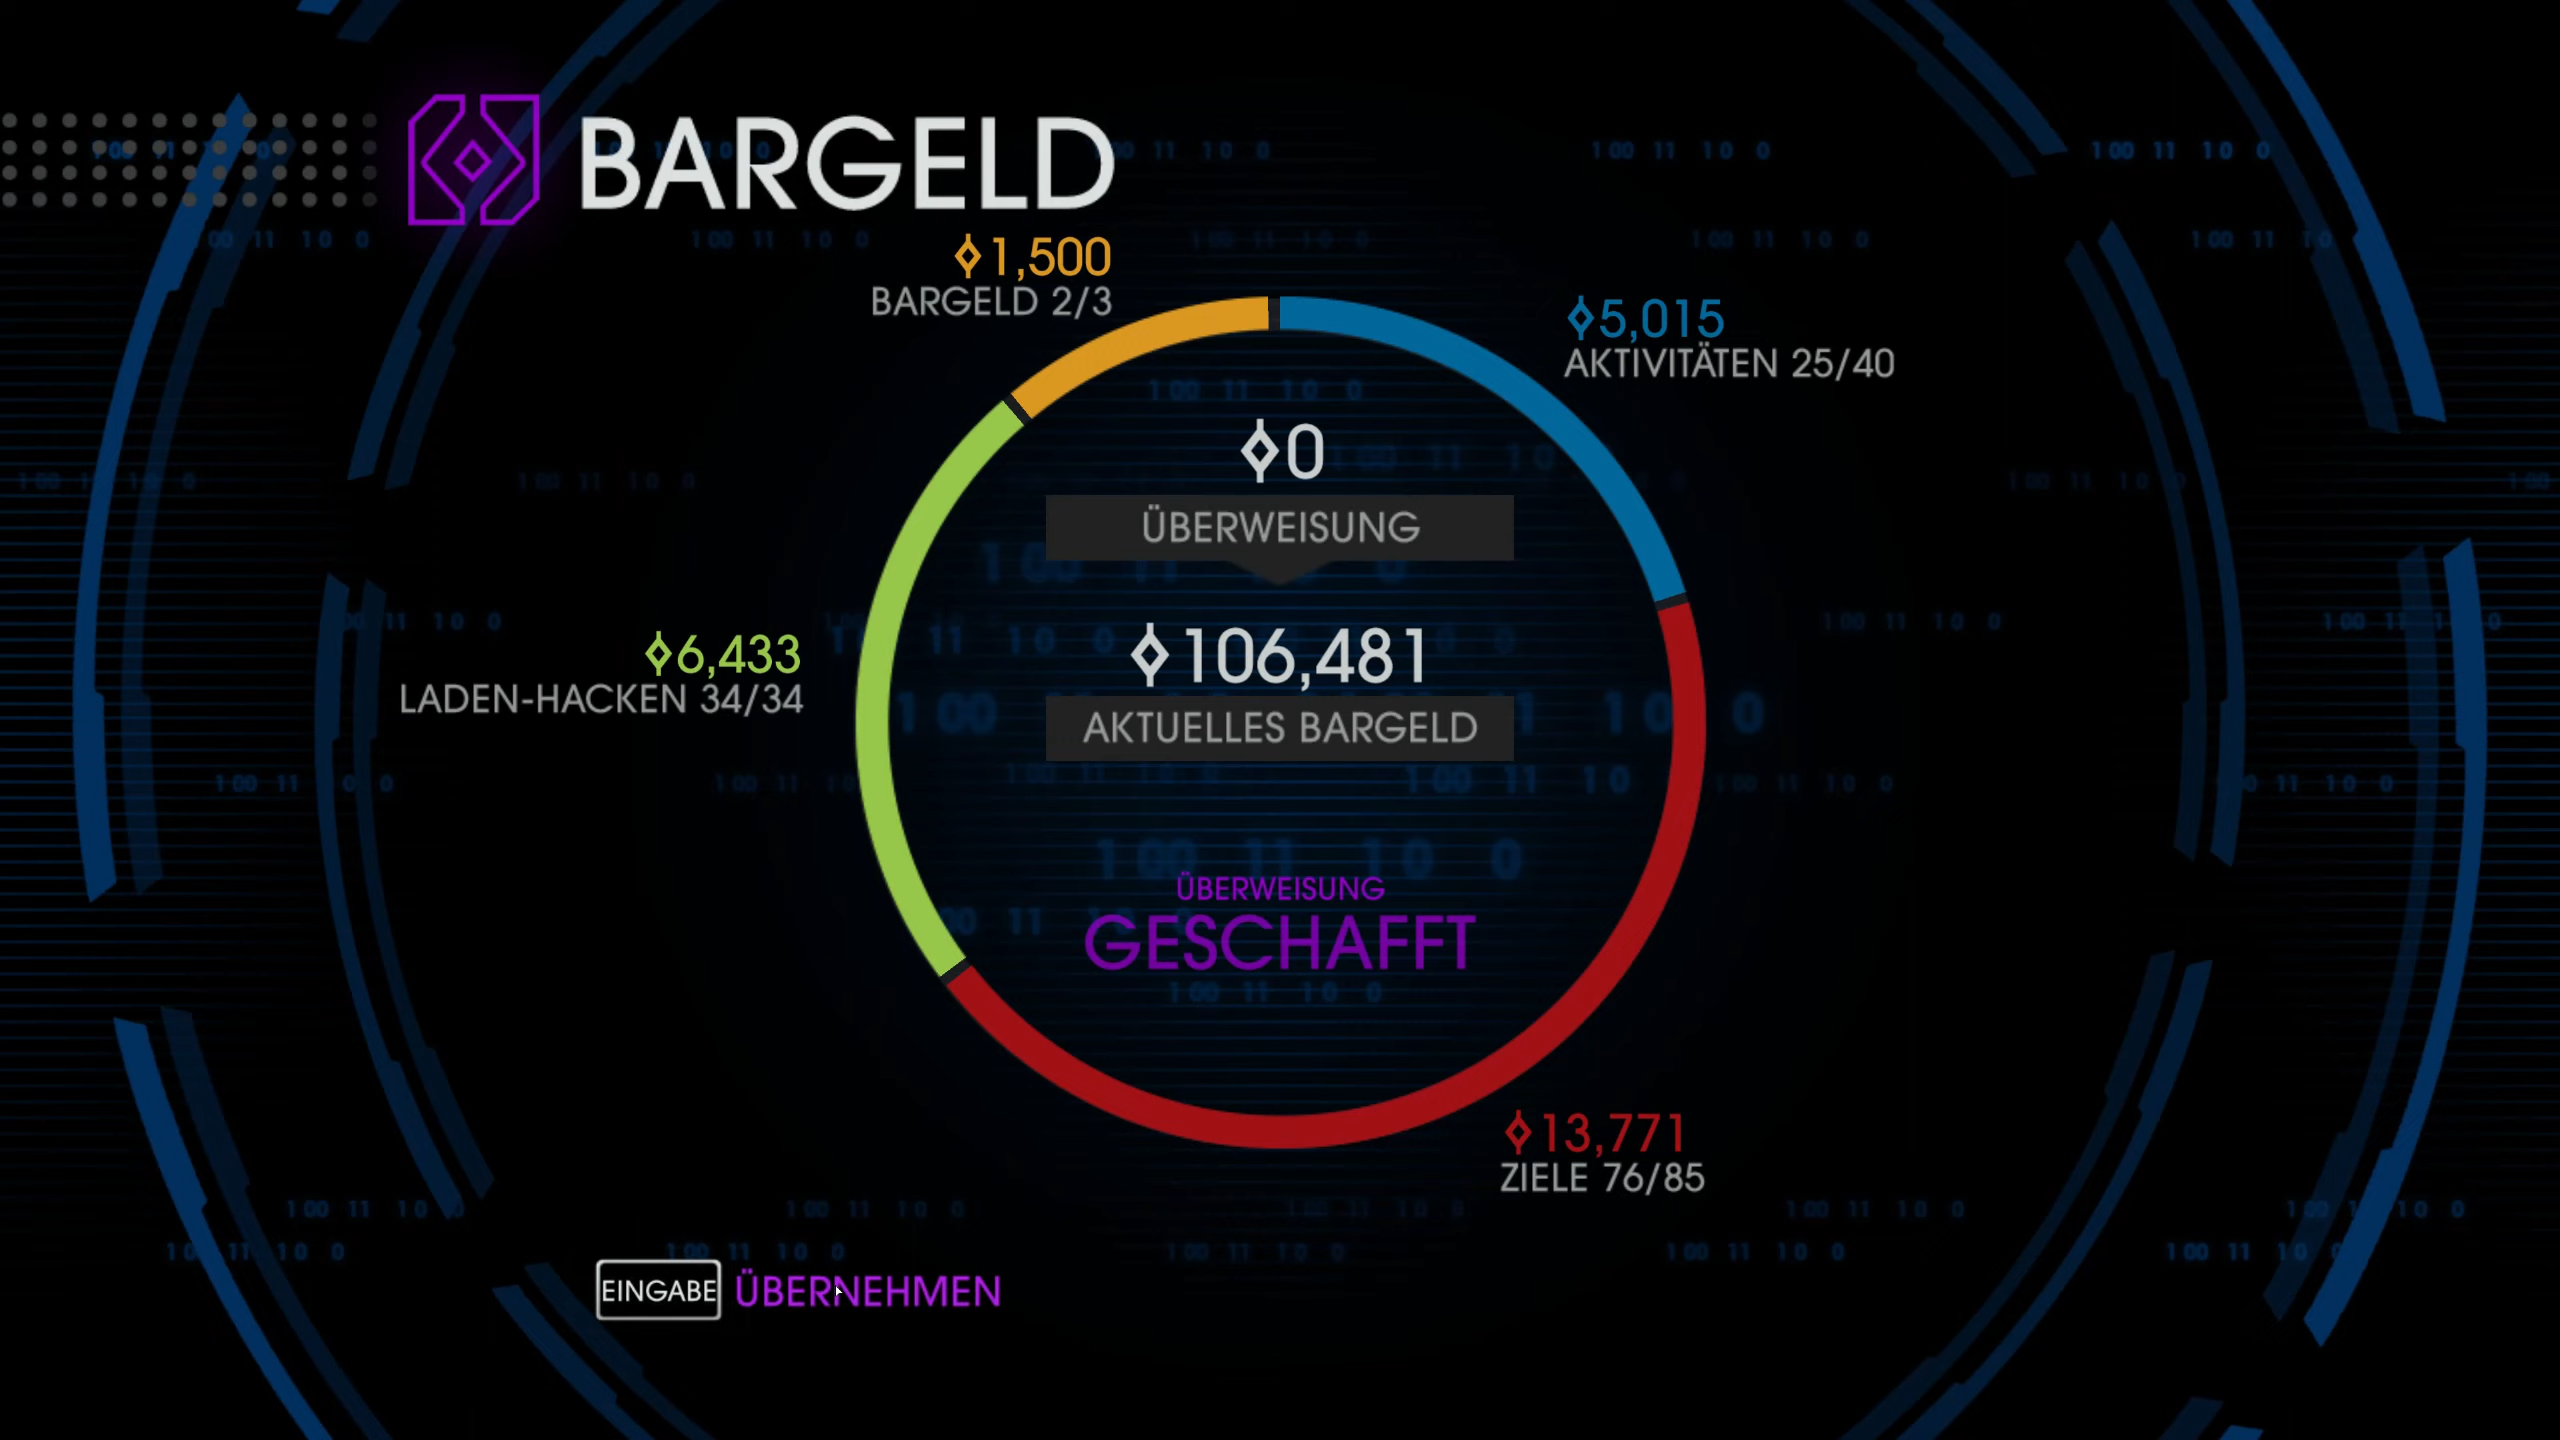 BARGELD
1,500
BARGELD 2/3
5,015
AKTIVITÄTEN 25/40
0
ÜBERWEISUNG
106,481
AKTUELLES BARGELD
6,433
LADEN-HACKEN 34/34
ÜBERWEISUNG
GESCHAFFT
13,771
ZIELE 76/85
EINGABE ÜBERNEHMEN